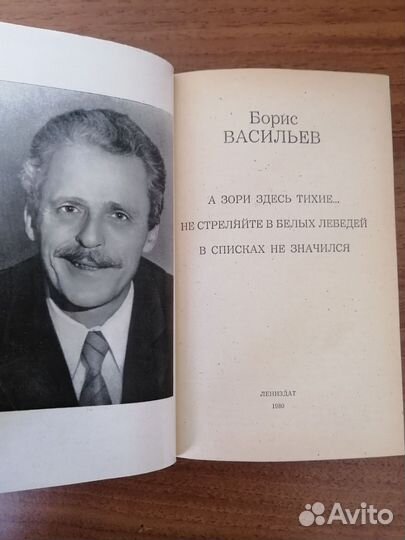 Борис
ВАСИЛЬЕВ
А ЗОРИ ЗДЕСЬ ТИХИЕ...
НЕ СТРЕЛЯЙТЕ В БЕЛЫХ ЛЕБЕДЕЙ
В СПИСКАХ НЕ ЗНАЧИЛСЯ
ЛЕНИЗДАТ
1980
Avito